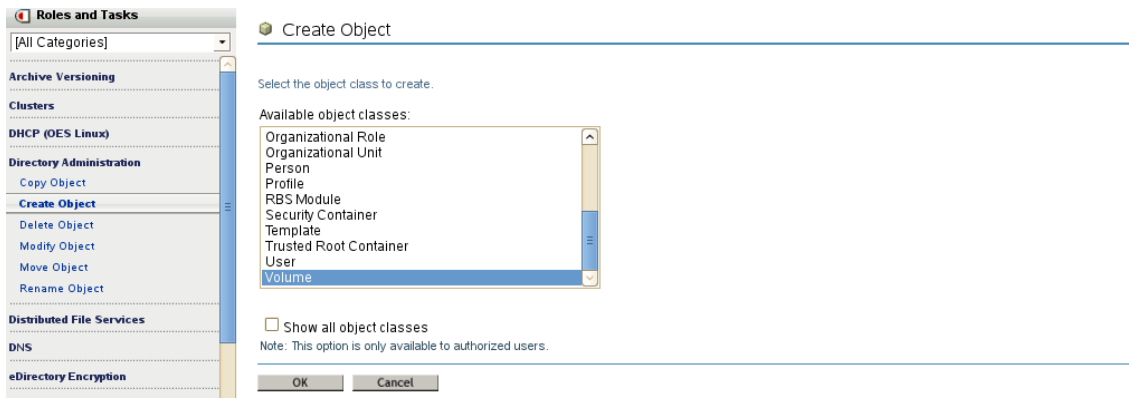 Roles and Tasks
[All Categories]
Archive Versioning
Clusters
DHCP (OES Linux)
Directory Administration
Copy Object
Create Object
Delete Object
Modify Object
Move Object
Rename Object
Distributed File Services
DNS
eDirectory Encryption
Create Object
Select the object class to create.
Available object classes:
Organizational Role
Organizational Unit
Person
Profile
RBS Module
Security Container
Template
Trusted Root Container
User
Volume
Show all object classes
Note: This option is only available to authorized users.
OK
Cancel